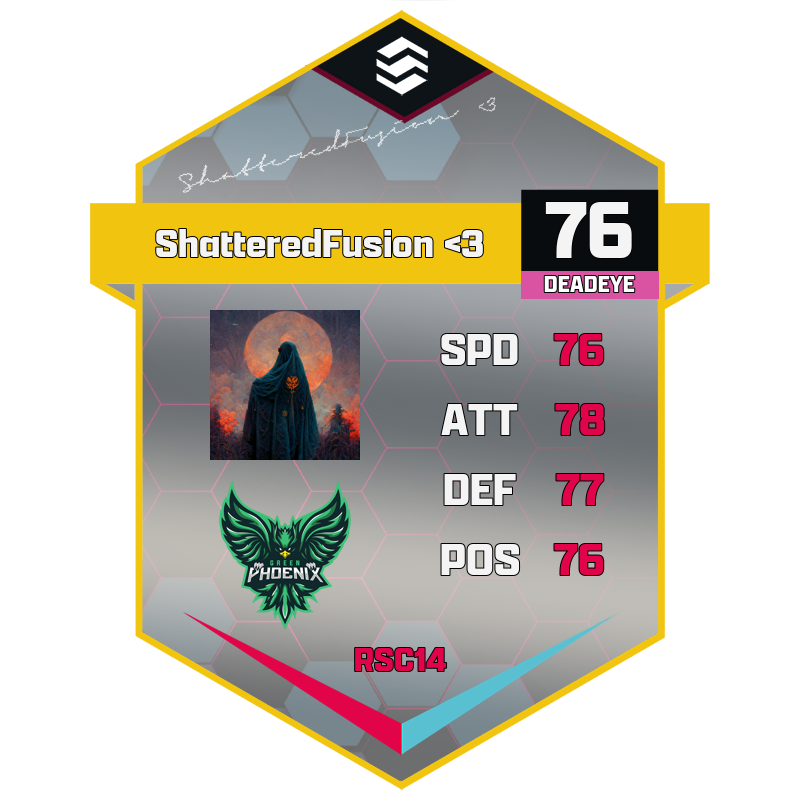 ShatteredFusion <3
ShatteredFusion <3
76
DEADEYE
SPD 76
ATT 78
DEF 77
POS 76
GREEN
PHOENIX
RSC14